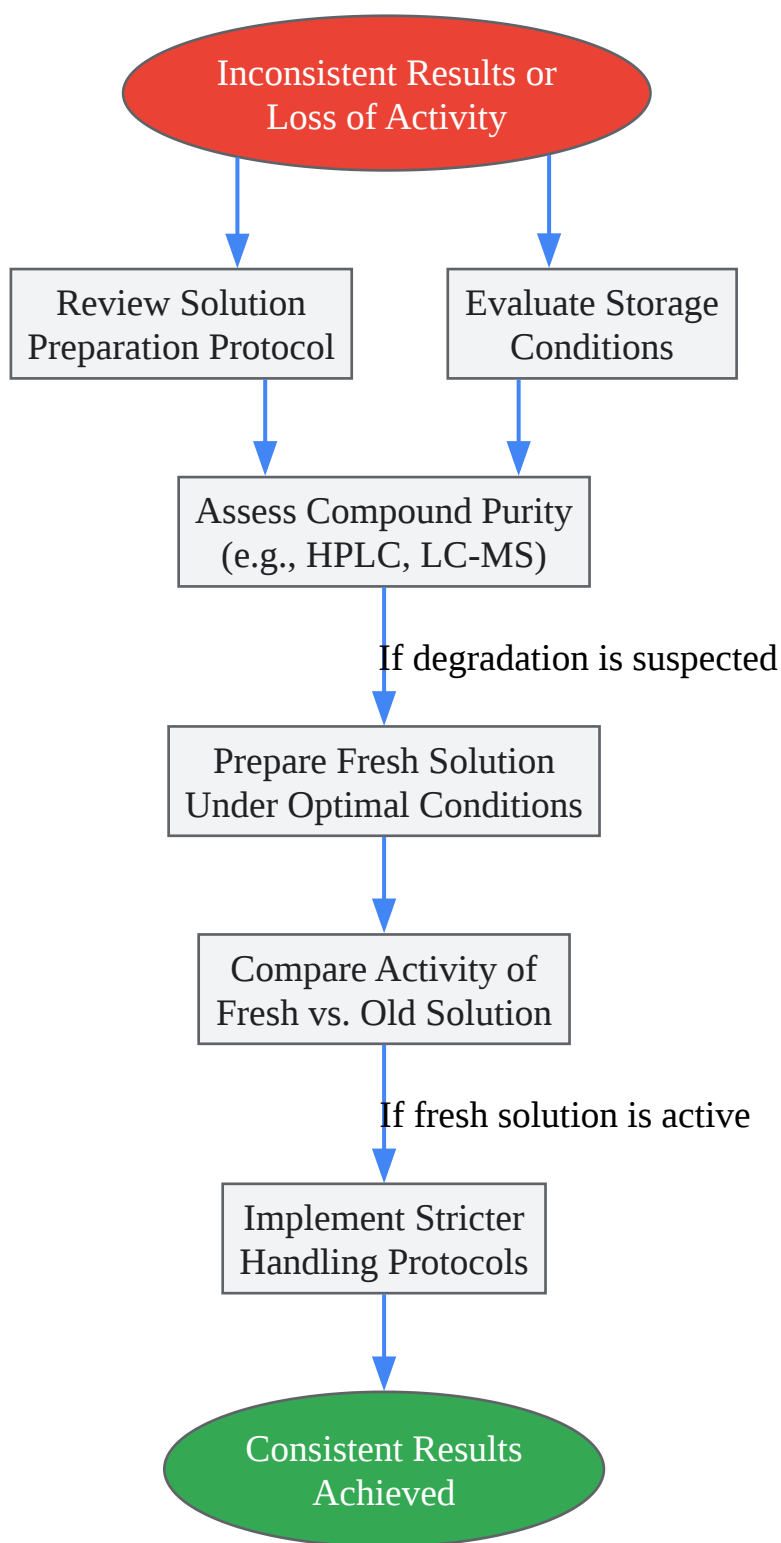 Inconsistent Results or
Loss of Activity
Review Solution
Preparation Protocol
Evaluate Storage
Conditions
Assess Compound Purity
(e.g., HPLC, LC-MS)
If degradation is suspected
Prepare Fresh Solution
Under Optimal Conditions
Compare Activity of
Fresh vs. Old Solution
If fresh solution is active
Implement Stricter
Handling Protocols
Consistent Results
Achieved